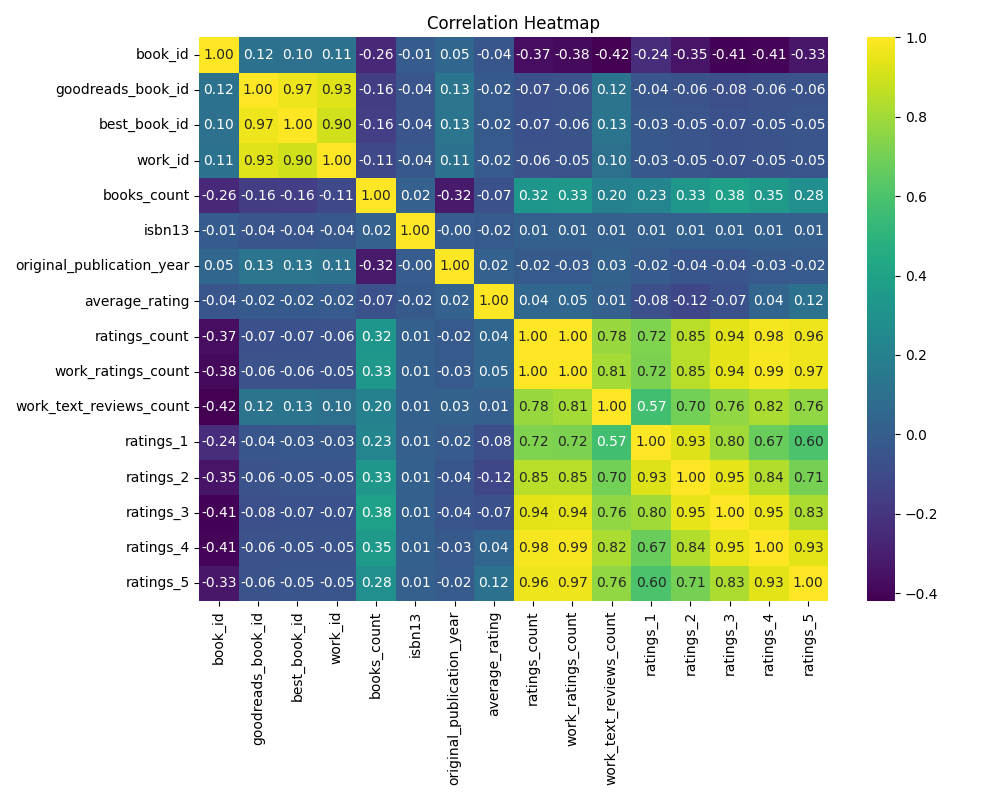 Correlation Heatmap
book_id 1.00 0.12 0.10 0.11 -0.26 -0.01 0.05 -0.04 -0.37 -0.38 -0.42 -0.24 -0.35 -0.41 -0.41 -0.33
goodreads_book_id 0.12 1.00 0.97 0.93 -0.16 -0.04 0.13 -0.02 -0.07 -0.06 0.12 -0.04 -0.06 -0.08 -0.06 -0.06
best_book_id 0.10 0.97 1.00 0.90 -0.16 -0.04 0.13 -0.02 -0.07 -0.06 0.13 -0.03 -0.05 -0.07 -0.05 -0.05
work_id 0.11 0.93 0.90 1.00 -0.11 -0.04 0.11 -0.02 -0.06 -0.05 0.10 -0.03 -0.05 -0.07 -0.05 -0.05
books_count -0.26 -0.16 -0.16 -0.11 1.00 0.02 -0.32 -0.07 0.32 0.33 0.20 0.23 0.33 0.38 0.35 0.28
isbn13 -0.01 -0.04 -0.04 -0.04 0.02 1.00 -0.00 -0.02 0.01 0.01 0.01 0.01 0.01 0.01 0.01 0.01
original_publication_year 0.05 0.13 0.13 0.11 -0.32 -0.00 1.00 0.02 -0.02 -0.03 0.03 -0.02 -0.04 -0.04 -0.03 -0.02
average_rating -0.04 -0.02 -0.02 -0.02 -0.07 -0.02 0.02 1.00 0.04 0.05 0.01 -0.08 -0.12 -0.07 0.04 0.12
ratings_count -0.37 -0.07 -0.07 -0.06 0.32 0.01 -0.02 0.04 1.00 1.00 0.78 0.72 0.85 0.94 0.98 0.96
work_ratings_count -0.38 -0.06 -0.06 -0.05 0.33 0.01 -0.03 0.05 1.00 1.00 0.81 0.72 0.85 0.94 0.99 0.97
work_text_reviews_count -0.42 0.12 0.13 0.10 0.20 0.01 0.03 0.01 0.78 0.81 1.00 0.57 0.70 0.76 0.82 0.76
ratings_1 -0.24 -0.04 -0.03 -0.03 0.23 0.01 -0.02 -0.08 0.72 0.72 0.57 1.00 0.93 0.80 0.67 0.60
ratings_2 -0.35 -0.06 -0.05 -0.05 0.33 0.01 -0.04 -0.12 0.85 0.85 0.70 0.93 1.00 0.95 0.84 0.71
ratings_3 -0.41 -0.08 -0.07 -0.07 0.38 0.01 -0.04 -0.07 0.94 0.94 0.76 0.80 0.95 1.00 0.95 0.83
ratings_4 -0.41 -0.06 -0.05 -0.05 0.35 0.01 -0.03 0.04 0.98 0.99 0.82 0.67 0.84 0.95 1.00 0.93
ratings_5 -0.33 -0.06 -0.05 -0.05 0.28 0.01 -0.02 0.12 0.96 0.97 0.76 0.60 0.71 0.83 0.93 1.00
book_id
goodreads_book_id
best_book_id
work_id
books_count
isbn13
original_publication_year
average_rating
ratings_count
work_ratings_count
work_text_reviews_count
ratings_1
ratings_2
ratings_3
ratings_4
ratings_5
1.0
0.8
0.6
0.4
0.2
0.0
−0.2
−0.4